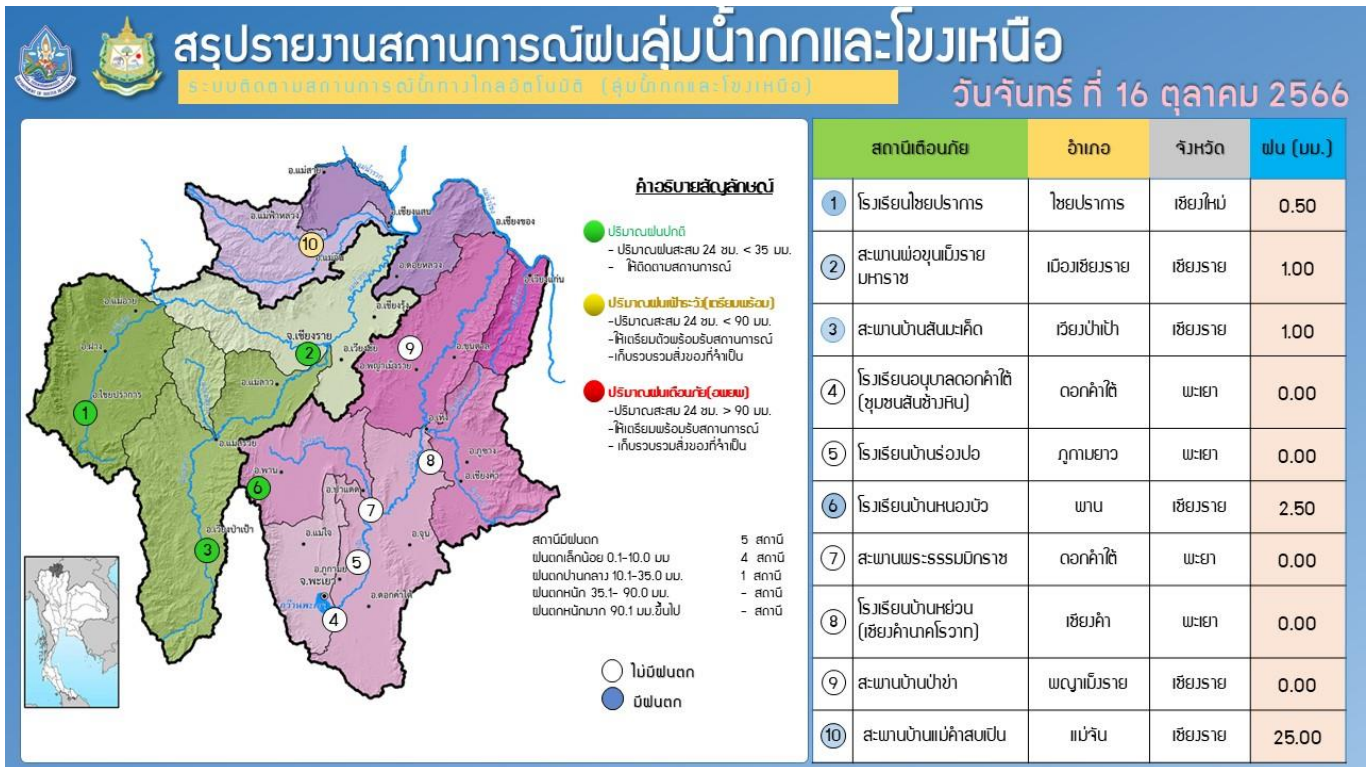 สรุปรายงานสถานการณ์ฝนลุ่มน้ำกกและโขงเหนือ
ระบบติดตามสถานการณ์น้ำทางไกลอัตโนมัติ (ลุ่มน้ำกกและโขงเหนือ)
วันจันทร์ ที่ 16 ตุลาคม 2566
คำอธิบายสัญลักษณ์
ปริมาณฝนปกติ
- ปริมาณฝนสะสม 24 ชม. < 35 มม.
- ให้ติดตามสถานการณ์
ปริมาณฝนเฝ้าระวัง(เตรียมพร้อม)
-ปริมาณสะสม 24 ชม. < 90 มม.
-ให้เตรียมตัวพร้อมรับสถานการณ์
-เก็บรวบรวมสิ่งของที่จำเป็น
ปริมาณฝนเตือนภัย(อพยพ)
-ปริมาณสะสม 24 ชม. > 90 มม.
-ให้เตรียมพร้อมรับสถานการณ์
- เก็บรวบรวมสิ่งของที่จำเป็น
อ.แม่สาย
อ.แม่ฟ้าหลวง
อ.เชียงแสน
อ.เชียงของ
10
อ.แม่จัน
อ.ดอยหลวง
อ.เวียงแก่น
อ.แม่อาย
อ.เชียงรุ้ง
อ.ฝาง
จ.เชียงราย
2
อ.เวียงชัย
9
อ.ขุนตาล
อ.พญาเม็งราย
อ.แม่ลาว
อ.ไชยปราการ
1
อ.เทิง
อ.แม่สรวย
8
อ.ภูซาง
อ.เชียงคำ
อ.พาน
6
อ.ป่าแดด
7
อ.เวียงป่าเป้า
3
อ.แม่ใจ
อ.จุน
5
จ.พะเยา
อ.ดอกคำใต้
กว๊านพะเยา
4
สถานีมีฝนตก 5 สถานี
ฝนตกเล็กน้อย 0.1-10.0 มม 4 สถานี
ฝนตกปานกลาง 10.1-35.0 มม. 1 สถานี
ฝนตกหนัก 35.1- 90.0 มม. - สถานี
ฝนตกหนักมาก 90.1 มม.ขึ้นไป - สถานี
ไม่มีฝนตก
มีฝนตก
สถานีเตือนภัย อำเภอ จังหวัด ฝน (มม.)
1 โรงเรียนไชยปราการ ไชยปราการ เชียงใหม่ 0.50
2 สะพานพ่อขุนเม็งราย
มหาราช เมืองเชียงราย เชียงราย 1.00
3 สะพานบ้านสันมะเค็ด เวียงป่าเป้า เชียงราย 1.00
4 โรงเรียนอนุบาลดอกคำใต้
(ชุมชนสันช้างหิน) ดอกคำใต้ พะเยา 0.00
5 โรงเรียนบ้านร่องปอ ภูกามยาว พะเยา 0.00
6 โรงเรียนบ้านหนองบัว พาน เชียงราย 2.50
7 สะพานพระธรรมมิกราช ดอกคำใต้ พะยา 0.00
8 โรงเรียนบ้านหย่วน
(เชียงคำนาคโรวาท) เชียงคำ พะเยา 0.00
9 สะพานบ้านป่าข่า พญาเม็งราย เชียงราย 0.00
10 สะพานบ้านแม่คำสบเปิน แม่จัน เชียงราย 25.00